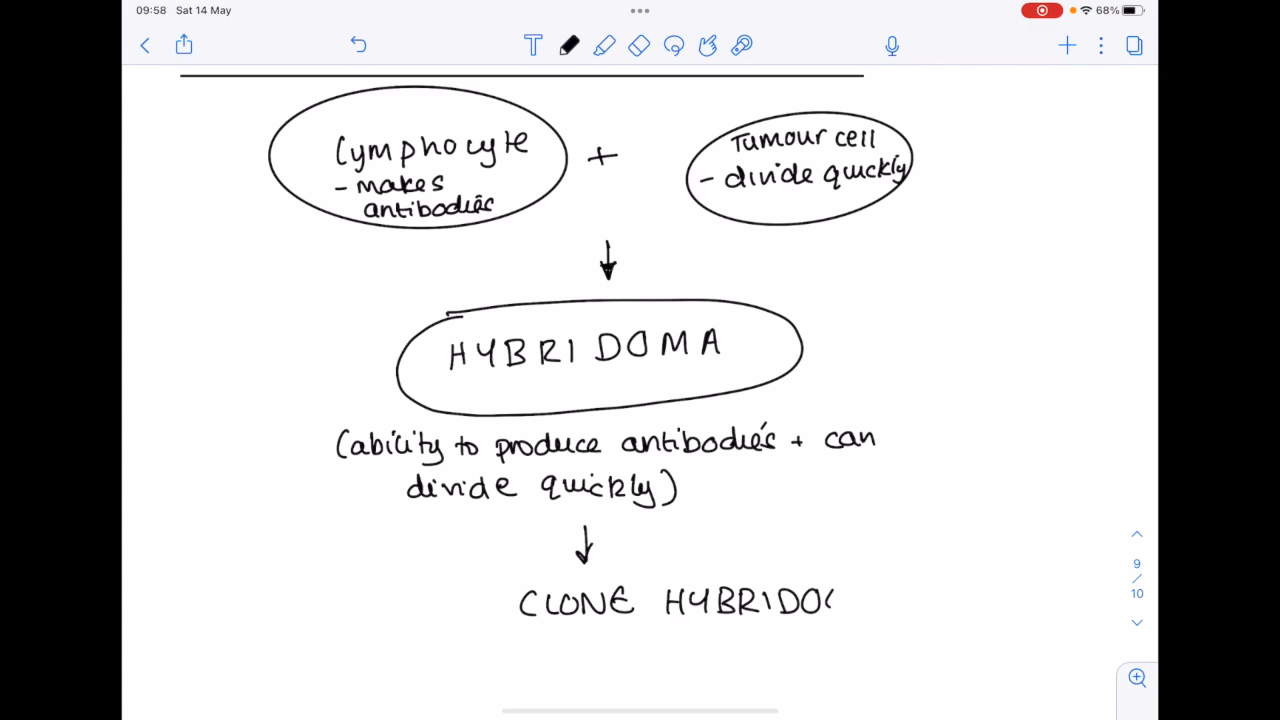 09:58 Sat 14 May
68%
T
Lymphocyte
- makes
antibodies
+
Tumour cell
- divide quickly
HYBRIDOMA
(ability to produce antibodies + can
divide quickly)
CLONE HYBRIDO
9
/
10